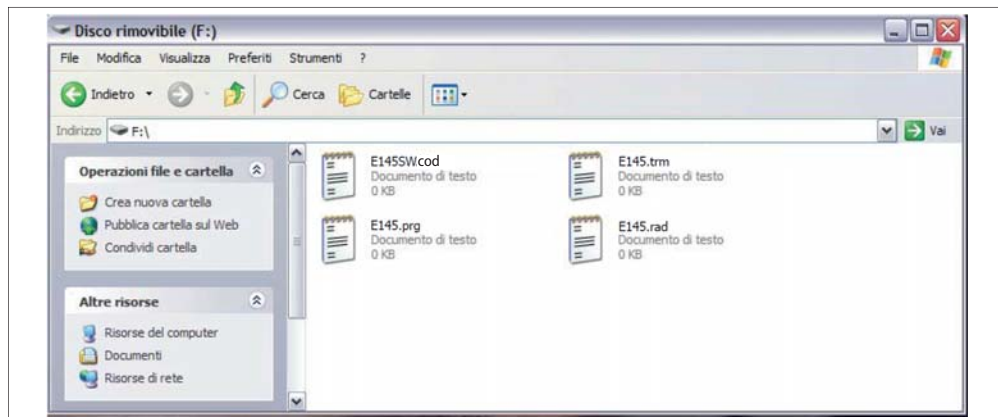 Disco rimovibile (F:)
File Modifica Visualizza Preferiti Strumenti ?
Indietro Cerca Cartelle
Indirizzo F:\ Vai
Operazioni file e cartella
Crea nuova cartella
Pubblica cartella sul Web
Condividi cartella
Altre risorse
Risorse del computer
Documenti
Risorse di rete
E145SW.cod
Documento di testo
0 KB
E145.trm
Documento di testo
0 KB
E145.prg
Documento di testo
0 KB
E145.rad
Documento di testo
0 KB